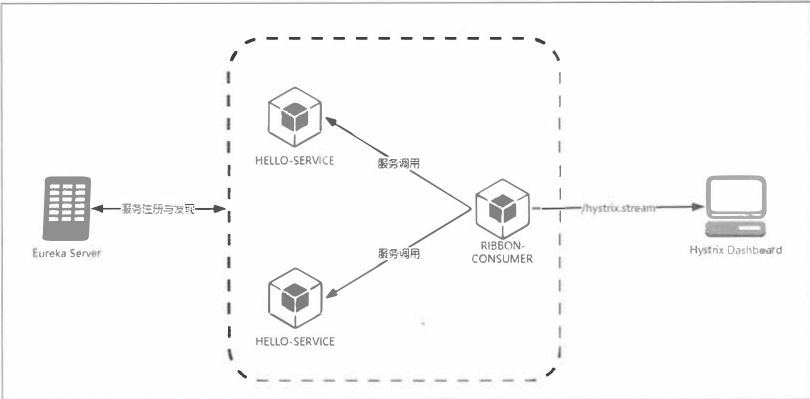 HELLO-SERVICE
服务调用
服务注册与发现
/hystrix.stream
Eureka Server
RIBBON-
CONSUMER
Hystrix Dashboard
服务调用
HELLO-SERVICE